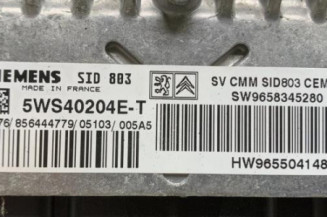 IEMENS SID 803
MADE IN FRANCE
5WS40204E-T
76/856444779/05103/005A5
SV CMM SID803 CEM
SW9658345280
HW965504148